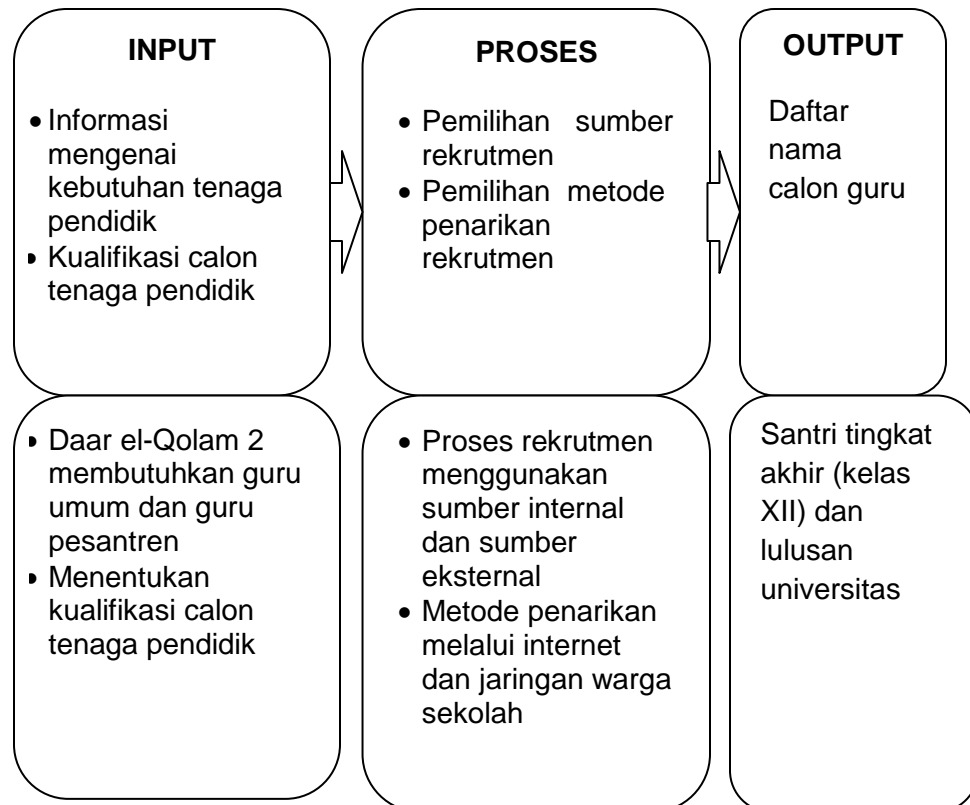 INPUT
• Informasi
mengenai
kebutuhan tenaga
pendidik
• Kualifikasi calon
tenaga pendidik
PROSES
• Pemilihan sumber
rekrutmen
• Pemilihan metode
penarikan
rekrutmen
OUTPUT
Daftar
nama
calon guru
• Daar el-Qolam 2
membutuhkan guru
umum dan guru
pesantren
• Menentukan
kualifikasi calon
tenaga pendidik
• Proses rekrutmen
menggunakan
sumber internal
dan sumber
eksternal
• Metode penarikan
melalui internet
dan jaringan warga
sekolah
Santri tingkat
akhir (kelas
XII) dan
lulusan
universitas